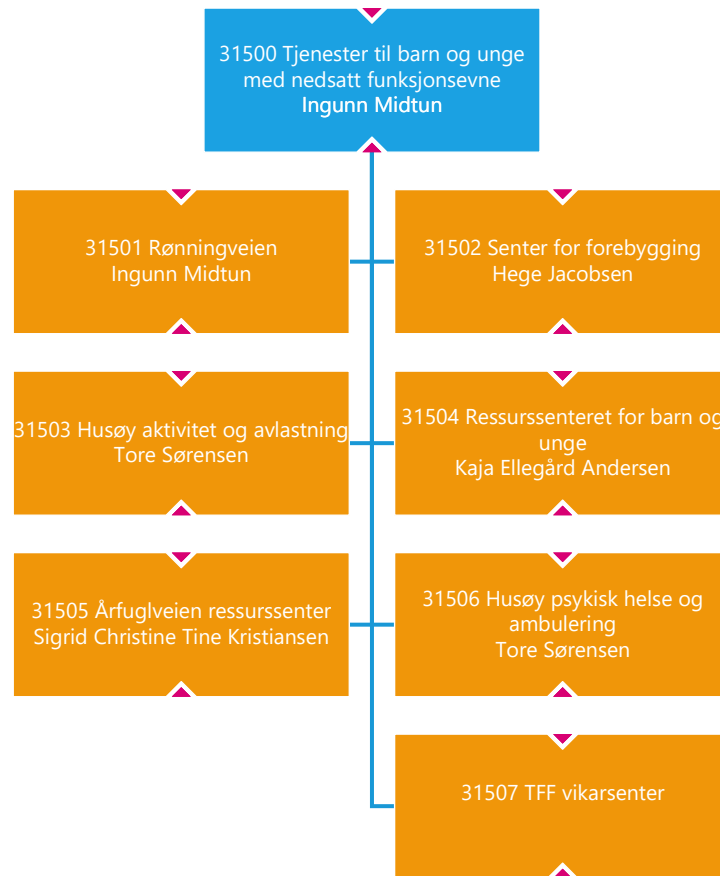 31500 Tjenester til barn og unge
med nedsatt funksjonsevne
Ingunn Midtun
31501 Rønningveien
Ingunn Midtun
31502 Senter for forebygging
Hege Jacobsen
31503 Husøy aktivitet og avlastning
Tore Sørensen
31504 Ressurssenteret for barn og
unge
Kaja Ellegård Andersen
31505 Årfuglveien ressurssenter
Sigrid Christine Tine Kristiansen
31506 Husøy psykisk helse og
ambulering
Tore Sørensen
31507 TFF vikarsenter